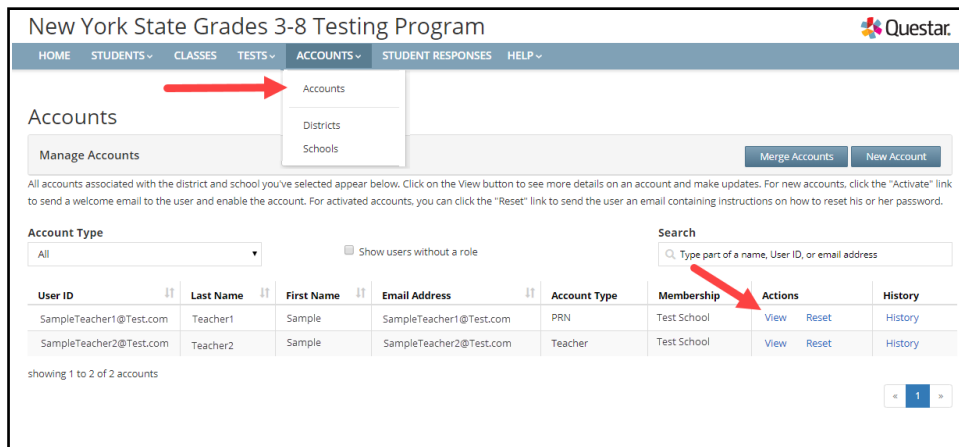 New York State Grades 3-8 Testing Program
Questar.
HOME STUDENTS CLASSES TESTS ACCOUNTS STUDENT RESPONSES HELP
Accounts
Districts
Schools
Accounts
Manage Accounts
Merge Accounts New Account
All accounts associated with the district and school you've selected appear below. Click on the View button to see more details on an account and make updates. For new accounts, click the "Activate" link
to send a welcome email to the user and enable the account. For activated accounts, you can click the "Reset" link to send the user an email containing instructions on how to reset his or her password.
Account Type Search
All Show users without a role Type part of a name, User ID, or email address
User ID Last Name First Name Email Address Account Type Membership Actions History
SampleTeacher1@Test.com Teacher1 Sample SampleTeacher1@Test.com PRN Test School View Reset History
SampleTeacher2@Test.com Teacher2 Sample SampleTeacher2@Test.com Teacher Test School View Reset History
showing 1 to 2 of 2 accounts
« 1 »